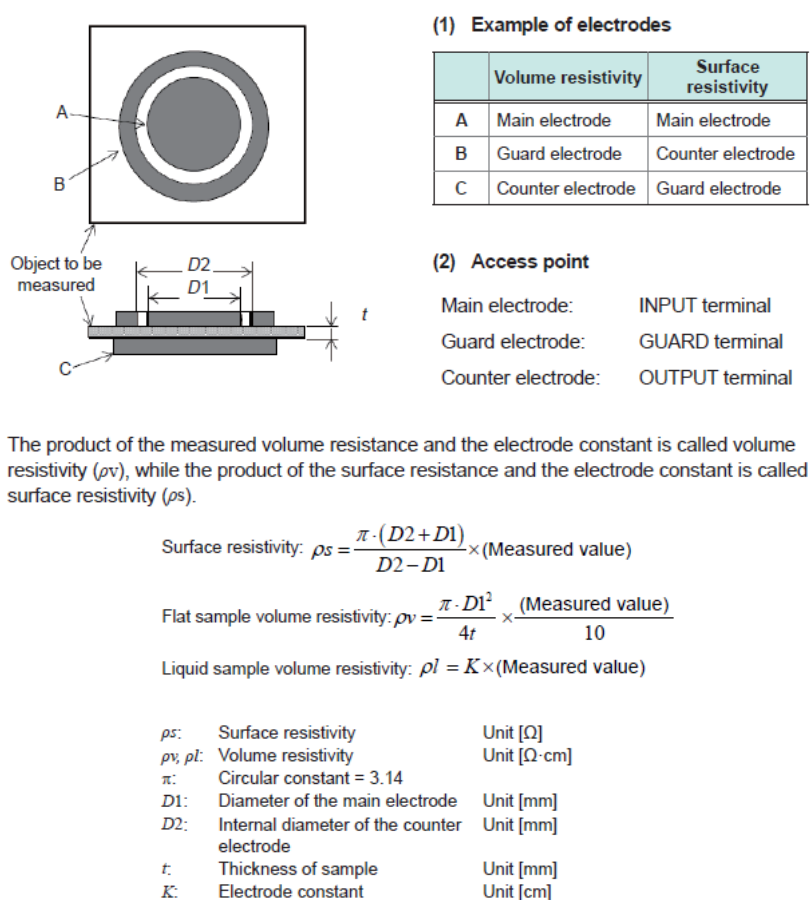 A
B
Object to be
measured
D2
D1
t
C
(1) Example of electrodes
Volume resistivity Surface resistivity
A Main electrode Main electrode
B Guard electrode Counter electrode
C Counter electrode Guard electrode
(2) Access point
Main electrode: INPUT terminal
Guard electrode: GUARD terminal
Counter electrode: OUTPUT terminal
The product of the measured volume resistance and the electrode constant is called volume
resistivity (ρv), while the product of the surface resistance and the electrode constant is called
surface resistivity (ρs).
Surface resistivity: ρs = π·(D2+D1) / D2−D1 ×(Measured value)
Flat sample volume resistivity: ρv = π·D1² / 4t × (Measured value) / 10
Liquid sample volume resistivity: ρl = K×(Measured value)
ρs: Surface resistivity Unit [Ω]
ρv, ρl: Volume resistivity Unit [Ω·cm]
π: Circular constant = 3.14
D1: Diameter of the main electrode Unit [mm]
D2: Internal diameter of the counter Unit [mm]
electrode
t: Thickness of sample Unit [mm]
K: Electrode constant Unit [cm]